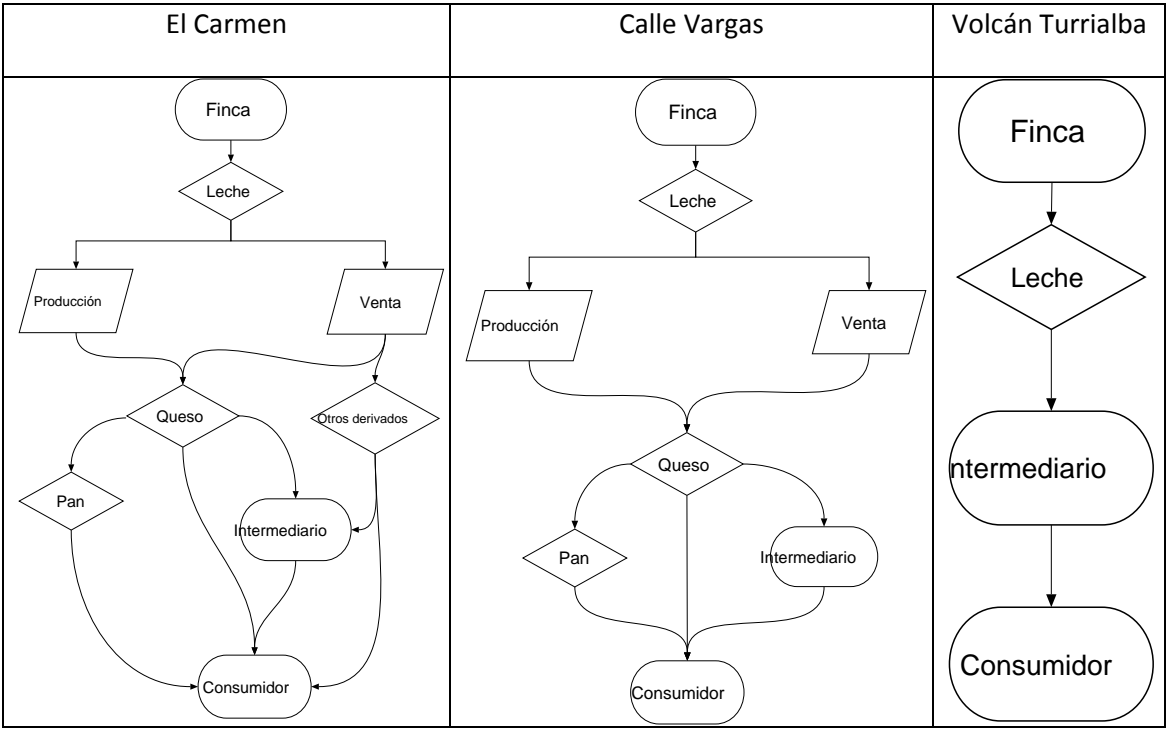 El Carmen
Calle Vargas
Volcán Turrialba
Finca
Leche
Producción
Venta
Queso
Otros derivados
Pan
Intermediario
Consumidor
Finca
Leche
Producción
Venta
Queso
Pan
Intermediario
Consumidor
Finca
Leche
ntermediario
Consumidor